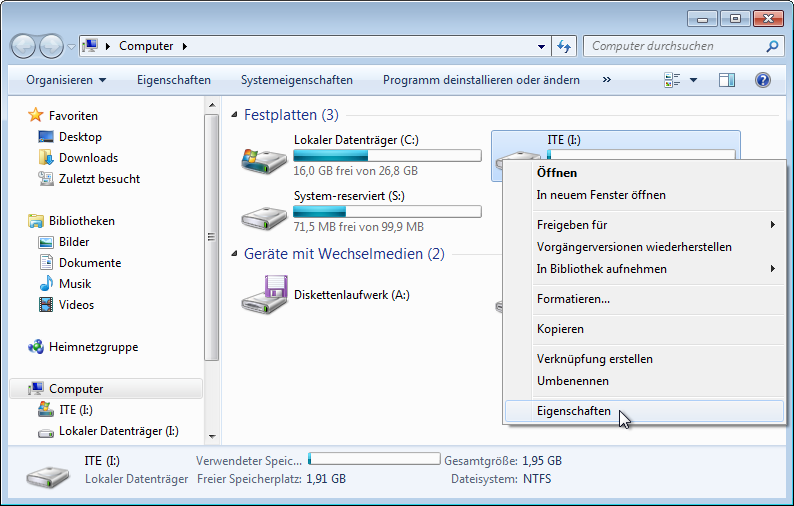 Computer
Computer durchsuchen
Organisieren
Eigenschaften
Systemeigenschaften
Programm deinstallieren oder ändern
»
Favoriten
Desktop
Downloads
Zuletzt besucht
Bibliotheken
Bilder
Dokumente
Musik
Videos
Heimnetzgruppe
Computer
ITE (I:)
Lokaler Datenträger (I:)
Festplatten (3)
Lokaler Datenträger (C:)
16,0 GB frei von 26,8 GB
ITE (I:)
System-reserviert (S:)
71,5 MB frei von 99,9 MB
Geräte mit Wechselmedien (2)
Diskettenlaufwerk (A:)
Öffnen
In neuem Fenster öffnen
Freigeben für
Vorgängerversionen wiederherstellen
In Bibliothek aufnehmen
Formatieren...
Kopieren
Verknüpfung erstellen
Umbenennen
Eigenschaften
ITE (I:) Verwendeter Speic... Gesamtgröße: 1,95 GB
Lokaler Datenträger Freier Speicherplatz: 1,91 GB Dateisystem: NTFS